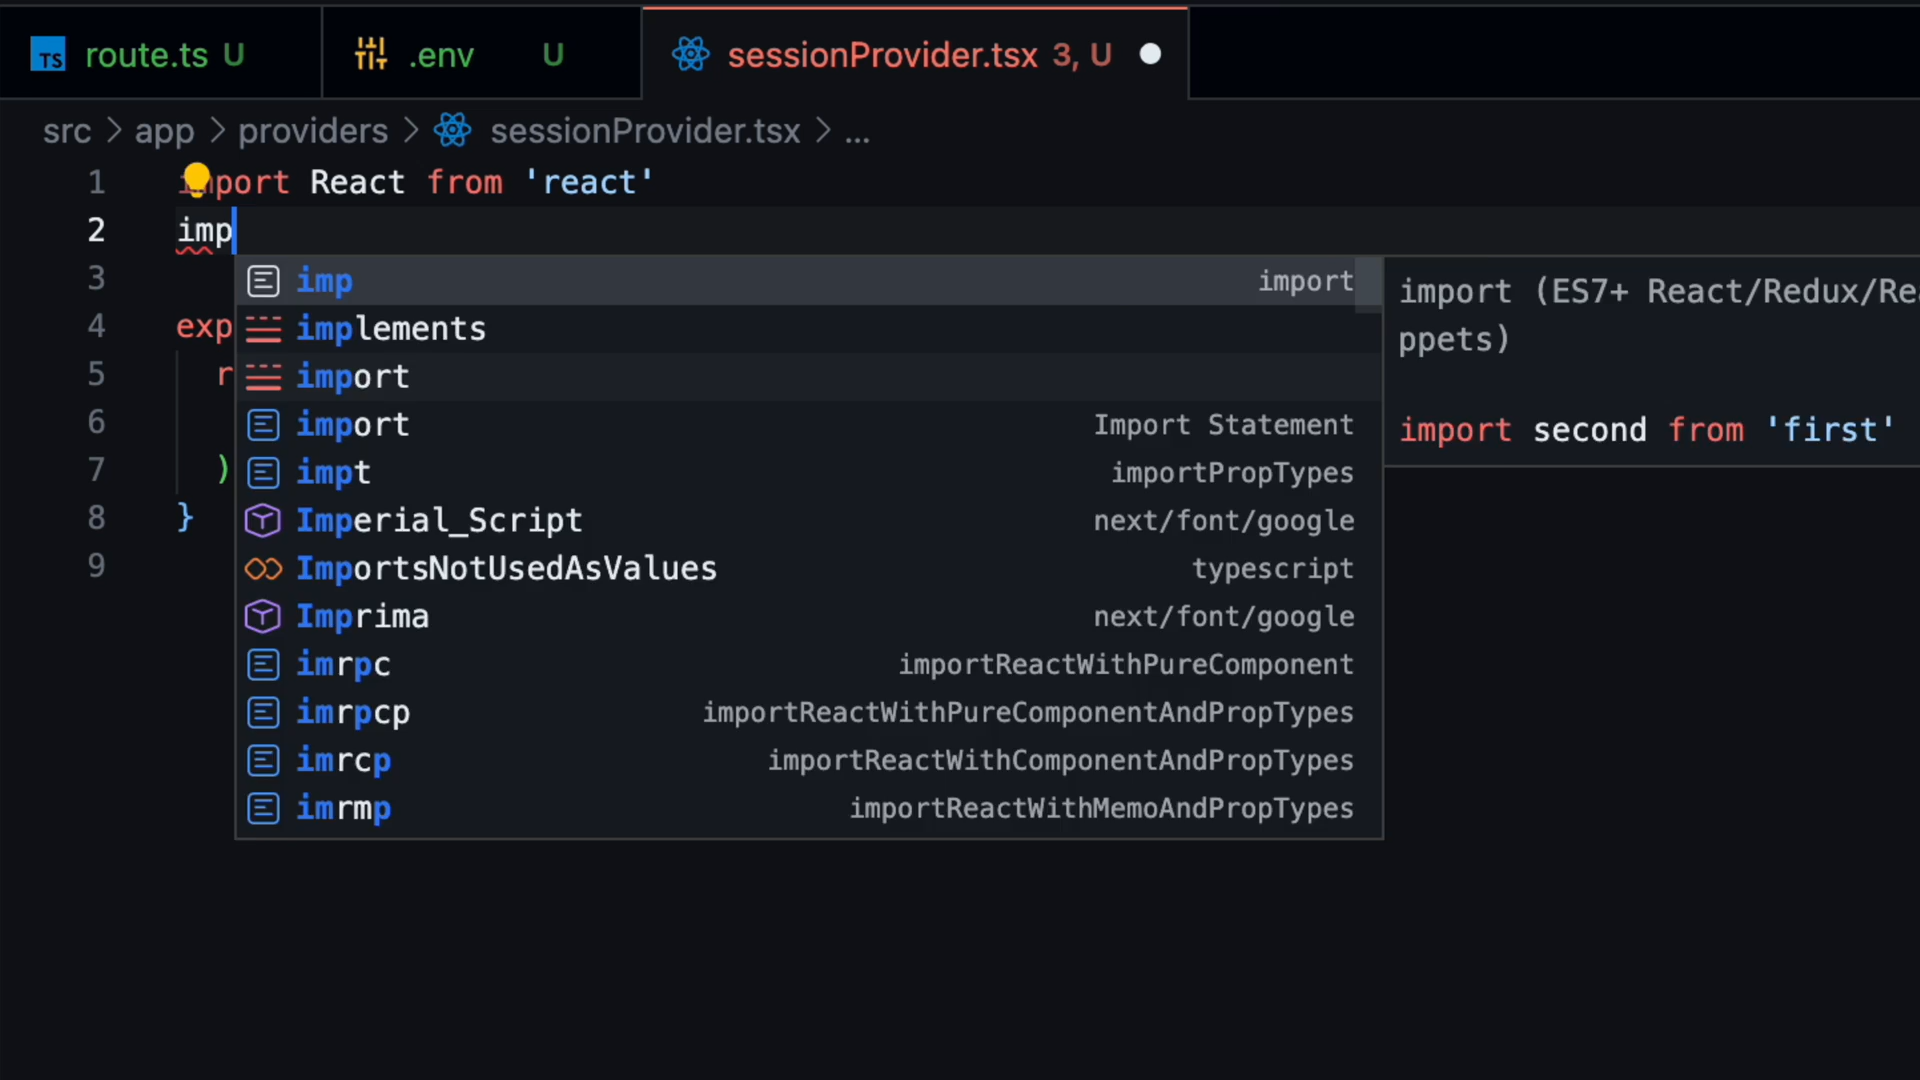 TS route.ts U .env U sessionProvider.tsx 3, U
src > app > providers > sessionProvider.tsx > ...
1 import React from 'react'
2 imp
3 imp import
4 exp implements
5 r import
6 import Import Statement
7 ) impt importPropTypes
8 } Imperial_Script next/font/google
9 ImportsNotUsedAsValues typescript
Imprima next/font/google
imrpc importReactWithPureComponent
imrpcp importReactWithPureComponentAndPropTypes
imrcp importReactWithComponentAndPropTypes
imrmp importReactWithMemoAndPropTypes
import (ES7+ React/Redux/Rea
ppets)
import second from 'first'